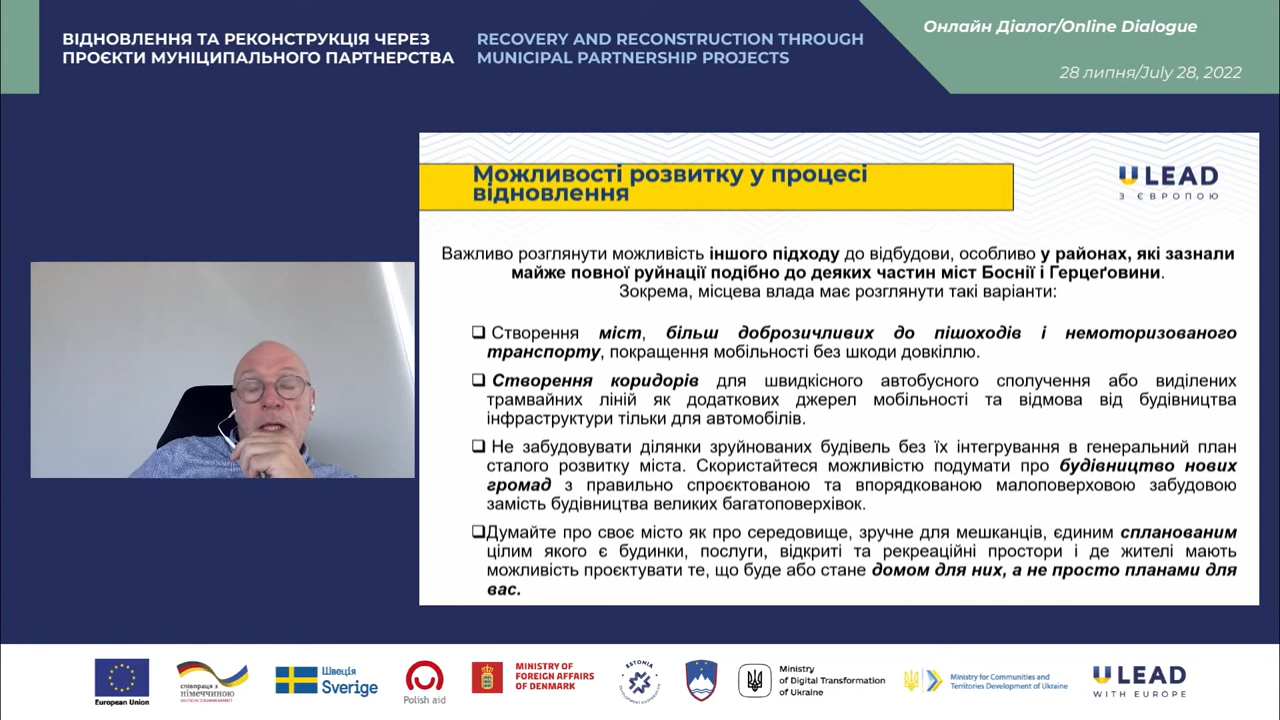 ВІДНОВЛЕННЯ ТА РЕКОНСТРУКЦІЯ ЧЕРЕЗ
ПРОЄКТИ МУНІЦИПАЛЬНОГО ПАРТНЕРСТВА
RECOVERY AND RECONSTRUCTION THROUGH
MUNICIPAL PARTNERSHIP PROJECTS
Онлайн Діалог/Online Dialogue
28 липня/July 28, 2022
Можливості розвитку у процесі
відновлення
U LEAD
З ЄВРОПОЮ
Важливо розглянути можливість іншого підходу до відбудови, особливо у районах, які зазнали
майже повної руйнації подібно до деяких частин міст Боснії і Герцеґовини.
Зокрема, місцева влада має розглянути такі варіанти:
❑ Створення міст, більш доброзичливих до пішоходів і немоторизованого
транспорту, покращення мобільності без шкоди довкіллю.
❑ Створення коридорів для швидкісного автобусного сполучення або виділених
трамвайних ліній як додаткових джерел мобільності та відмова від будівництва
інфраструктури тільки для автомобілів.
❑ Не забудовувати ділянки зруйнованих будівель без їх інтегрування в генеральний план
сталого розвитку міста. Скористайтеся можливістю подумати про будівництво нових
громад з правильно спроєктованою та впорядкованою малоповерховою забудовою
замість будівництва великих багатоповерхівок.
❑Думайте про своє місто як про середовище, зручне для мешканців, єдиним спланованим
цілим якого є будинки, послуги, відкриті та рекреаційні простори і де жителі мають
можливість проєктувати те, що буде або стане домом для них, а не просто планами для
вас.
European Union
співпраця з
НІМЕЧЧИНОЮ
Швеція
Sverige
Polish aid
MINISTRY OF
FOREIGN AFFAIRS
OF DENMARK
ESTONIA
Ministry
of Digital Transformation
of Ukraine
Ministry for Communities and
Territories Development of Ukraine
U LEAD
WITH EUROPE